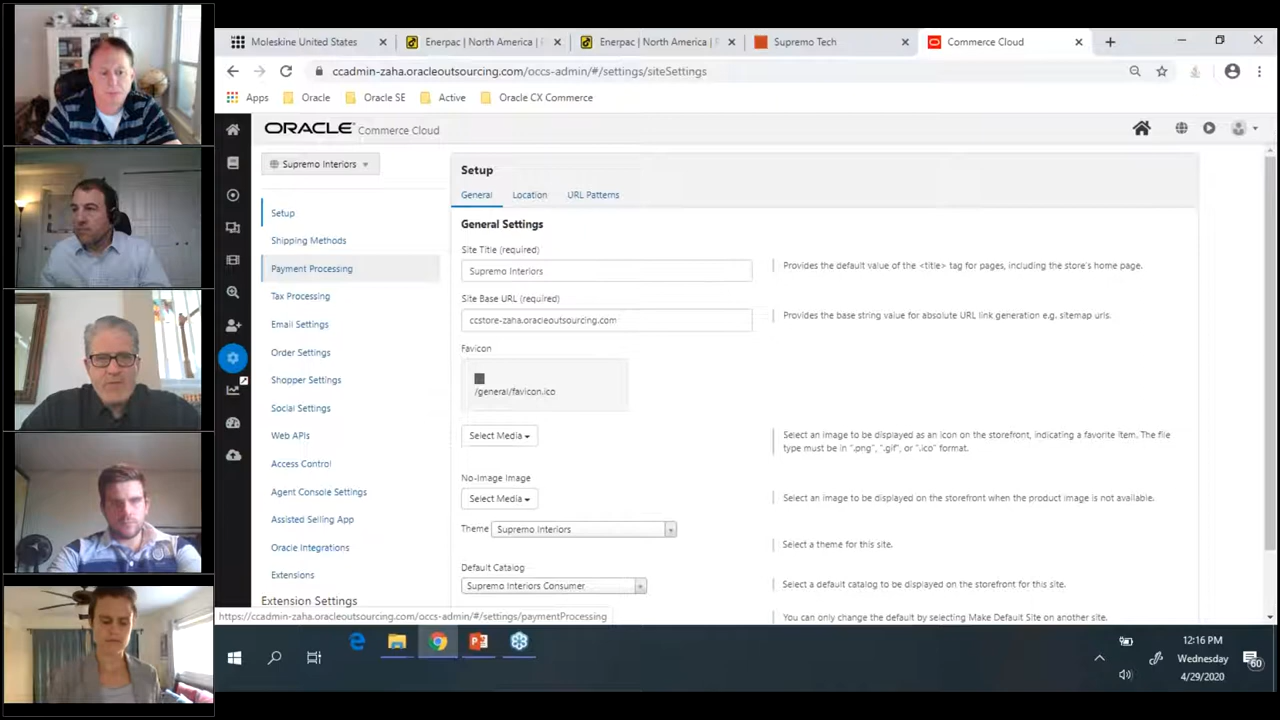 Moleskine United States
Enerpac | North America | F
Enerpac | North America | F
Supremo Tech
Commerce Cloud
ccadmin-zaha.oracleoutsourcing.com/occs-admin/#/settings/siteSettings
Apps
Oracle
Oracle SE
Active
Oracle CX Commerce
ORACLE Commerce Cloud
Supremo Interiors
Setup
Shipping Methods
Payment Processing
Tax Processing
Email Settings
Order Settings
Shopper Settings
Social Settings
Web APIs
Access Control
Agent Console Settings
Assisted Selling App
Oracle Integrations
Extensions
Extension Settings
Setup
General Location URL Patterns
General Settings
Site Title (required)
Supremo Interiors
Provides the default value of the <title> tag for pages, including the store's home page.
Site Base URL (required)
ccstore-zaha.oracleoutsourcing.com
Provides the base string value for absolute URL link generation e.g. sitemap urls.
Favicon
/general/favicon.ico
Select Media
Select an image to be displayed as an icon on the storefront, indicating a favorite item. The file
type must be in ".png", ".gif", or ".ico" format.
No-Image Image
Select Media
Select an image to be displayed on the storefront when the product image is not available.
Theme Supremo Interiors
Select a theme for this site.
Default Catalog
Supremo Interiors Consumer
Select a default catalog to be displayed on the storefront for this site.
You can only change the default by selecting Make Default Site on another site.
https://ccadmin-zaha.oracleoutsourcing.com/occs-admin/#/settings/paymentProcessing
12:16 PM
Wednesday
4/29/2020
60